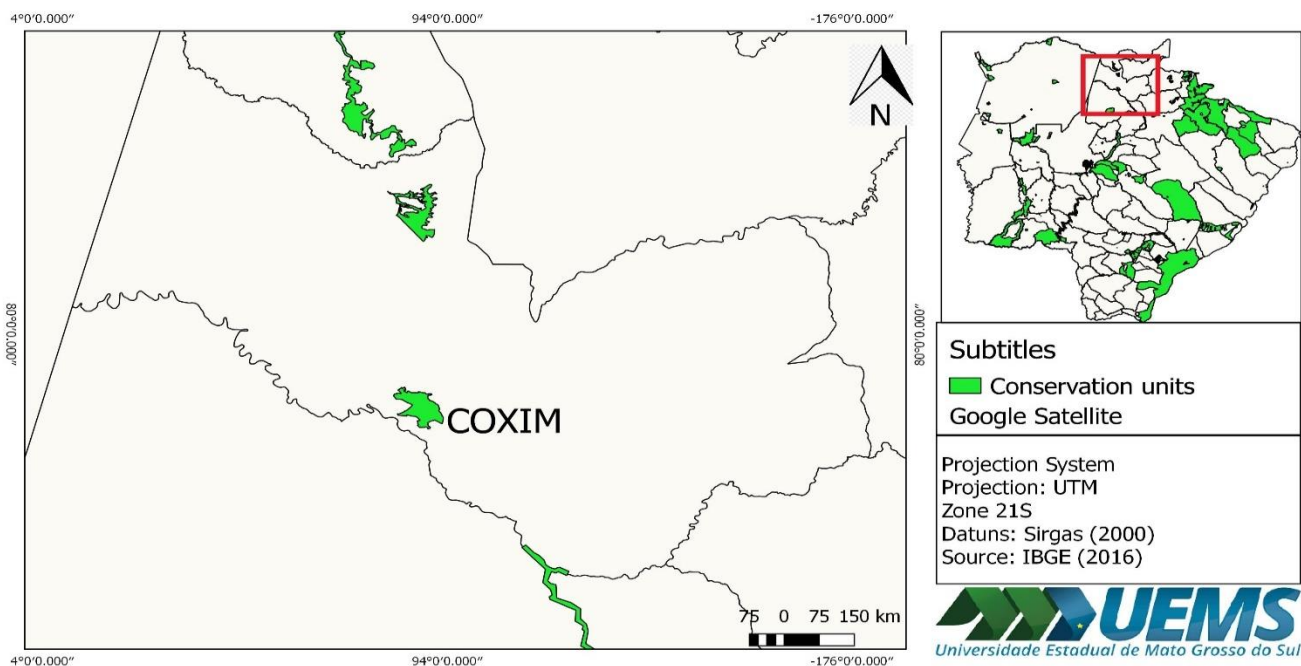 4°0'0.000" 94°0'0.000" -176°0'0.000"
N
80°0'0.000" 80°0'0.000"
COXIM
75 0 75 150 km
4°0'0.000" 94°0'0.000" -176°0'0.000"
Subtitles
Conservation units
Google Satellite
Projection System
Projection: UTM
Zone 21S
Datuns: Sirgas (2000)
Source: IBGE (2016)
UEMS
Universidade Estadual de Mato Grosso do Sul